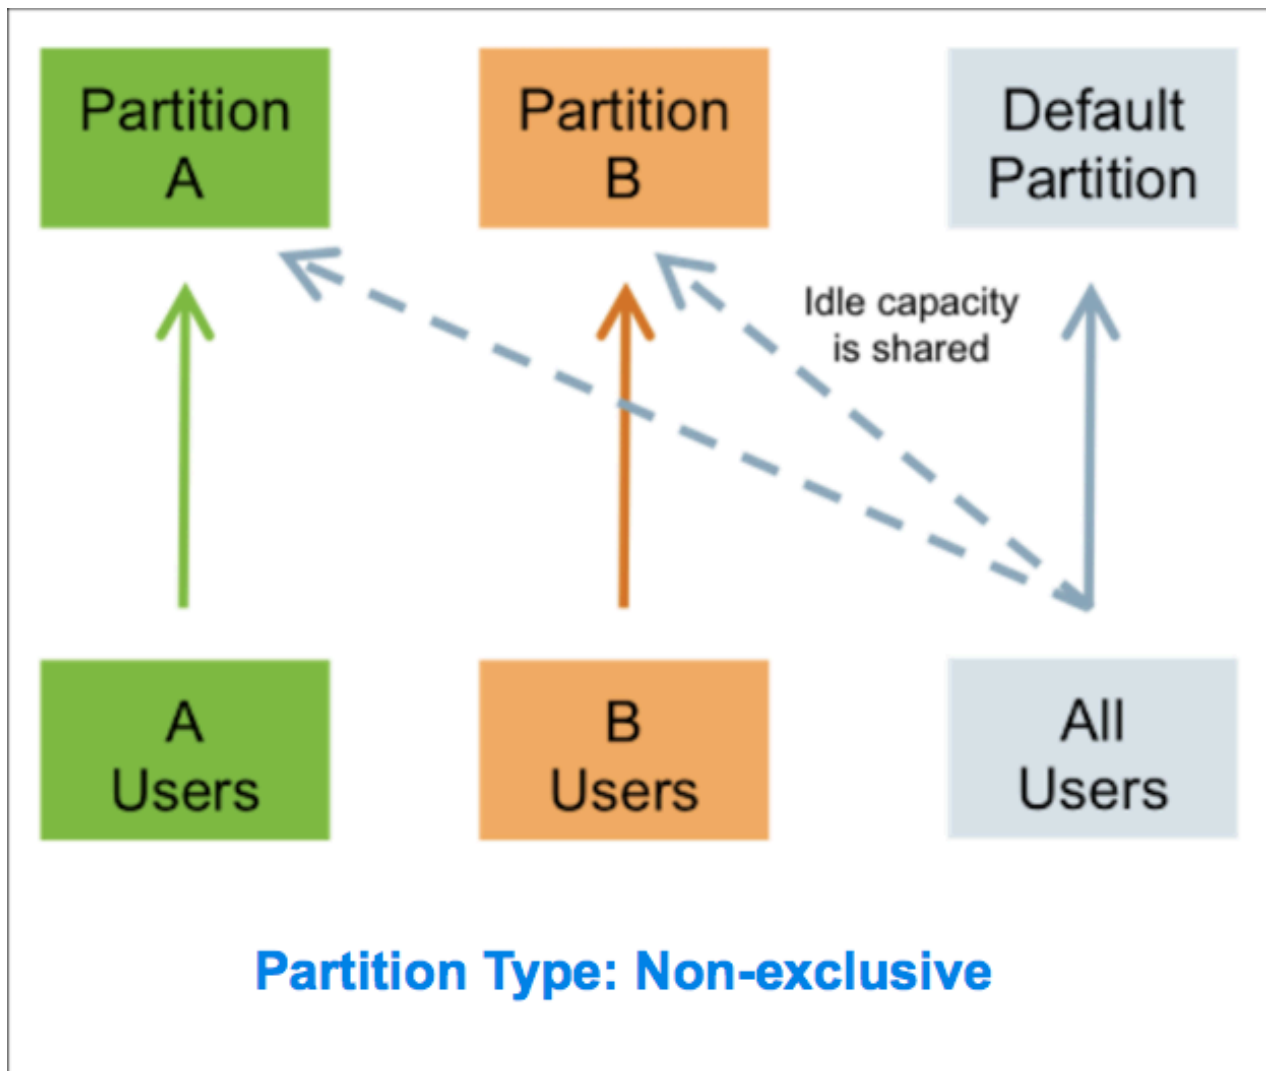 Partition
A
Partition
B
Default
Partition
Idle capacity
is shared
A
Users
B
Users
All
Users
Partition Type: Non-exclusive